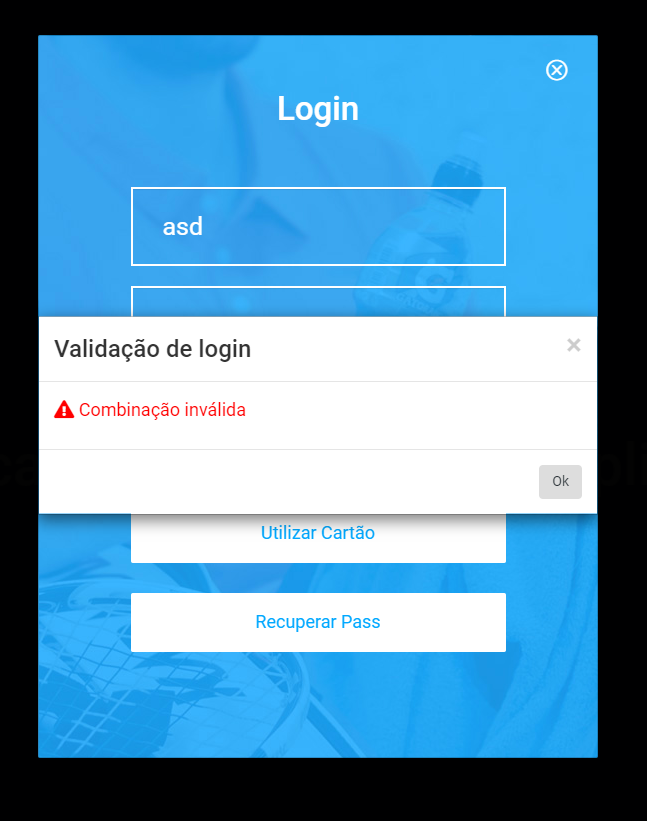 Login
asd
Validação de login
×
Combinação inválida
Ok
Utilizar Cartão
Recuperar Pass